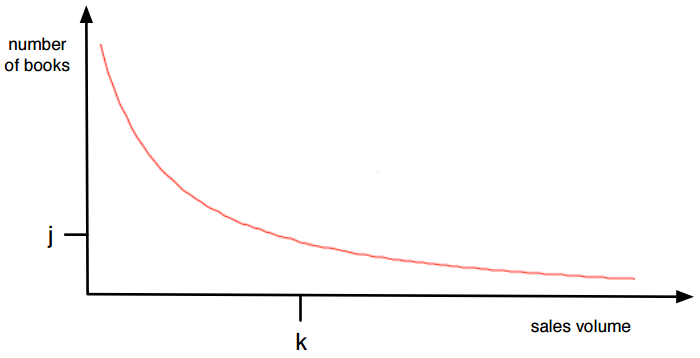 number
of books
j
k
sales volume